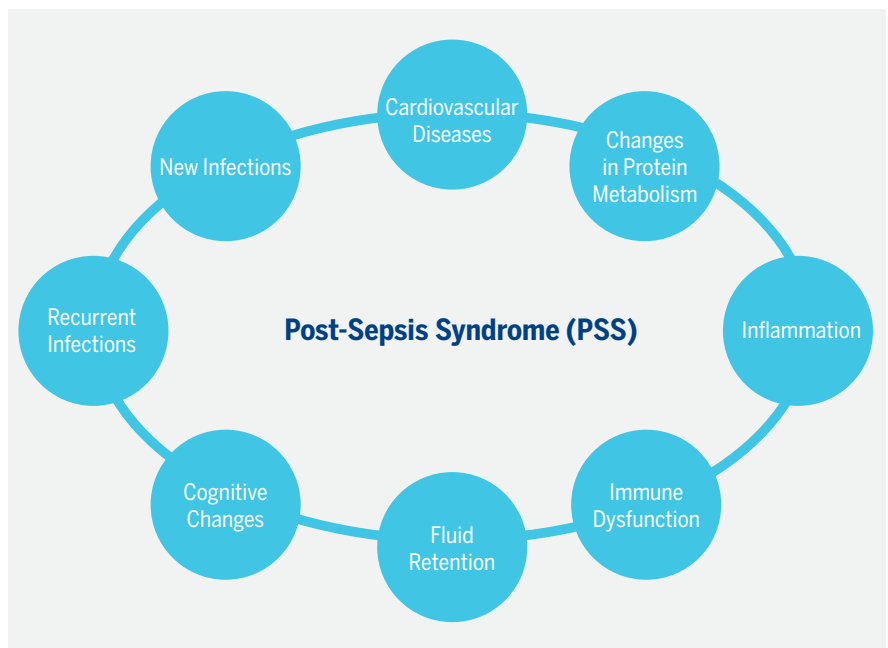 Cardiovascular
Diseases
Changes
in Protein
Metabolism
Inflammation
Immune
Dysfunction
Fluid
Retention
Cognitive
Changes
Recurrent
Infections
New Infections
Post-Sepsis Syndrome (PSS)